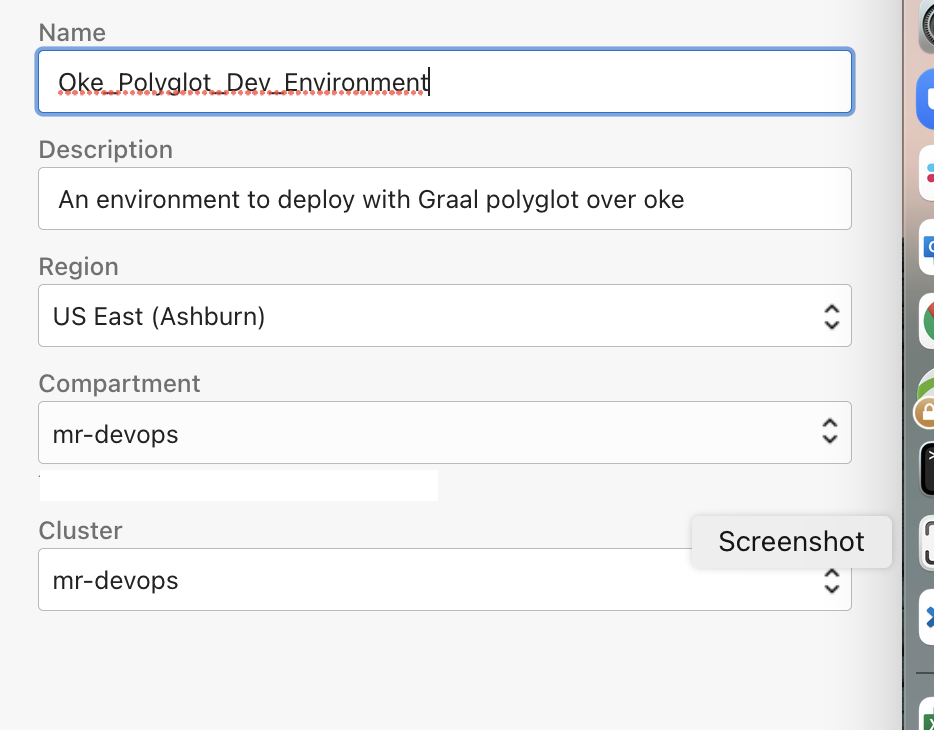 Name
Oke_Polyglot_Dev_Environment
Description
An environment to deploy with Graal polyglot over oke
Region
US East (Ashburn)
Compartment
mr-devops
Cluster
Screenshot
mr-devops